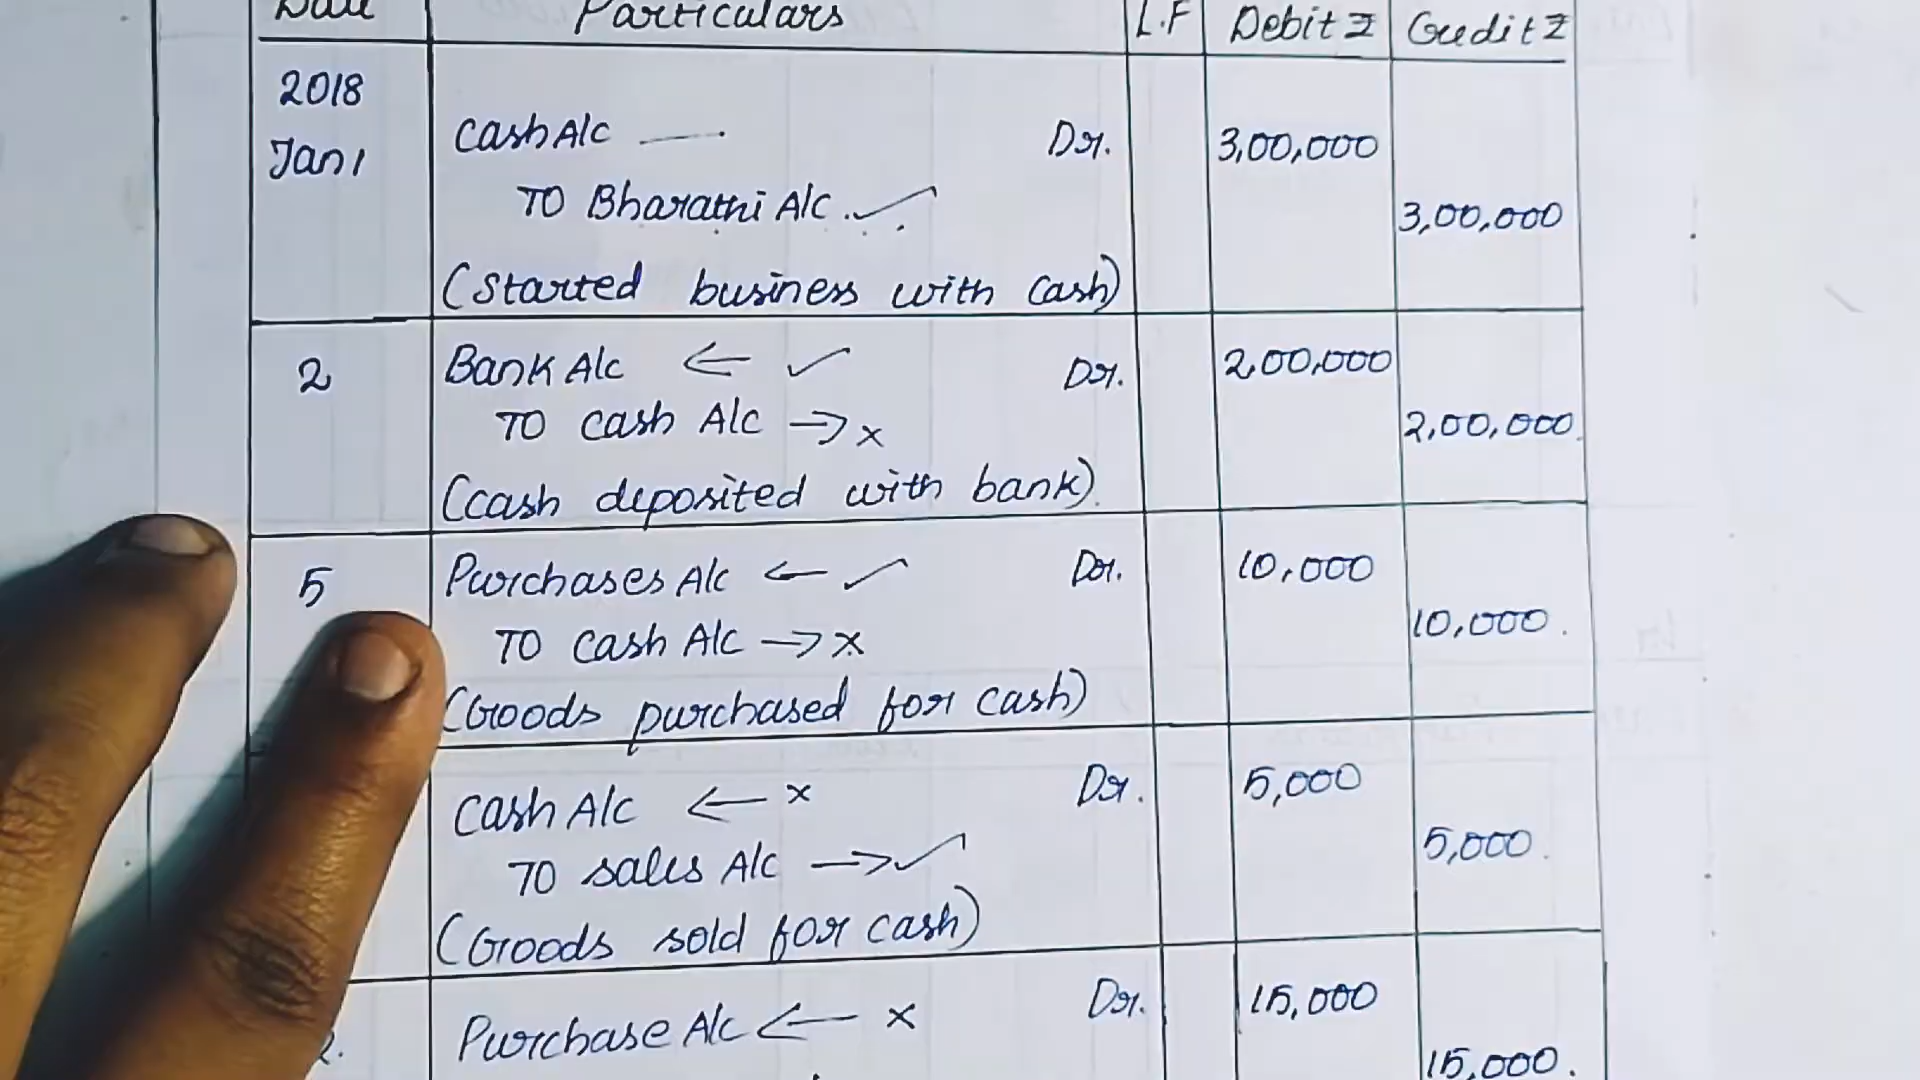 Date Particulars L.F Debit ₹ Credit ₹
2018
Jan 1 Cash A/c Dr. 3,00,000
TO Bharathi A/c. 3,00,000
(Started business with cash)
2 Bank A/c ← ✓ Dr. 2,00,000
TO cash A/c → x 2,00,000.
(cash deposited with bank).
5 Purchases A/c ← ✓ Dr. 10,000
TO cash A/c → x 10,000.
(Goods purchased for cash)
Cash A/c ← x Dr. 5,000
TO sales A/c → ✓ 5,000.
(Goods sold for cash)
Purchase A/c ← x Dr. 15,000
15,000.